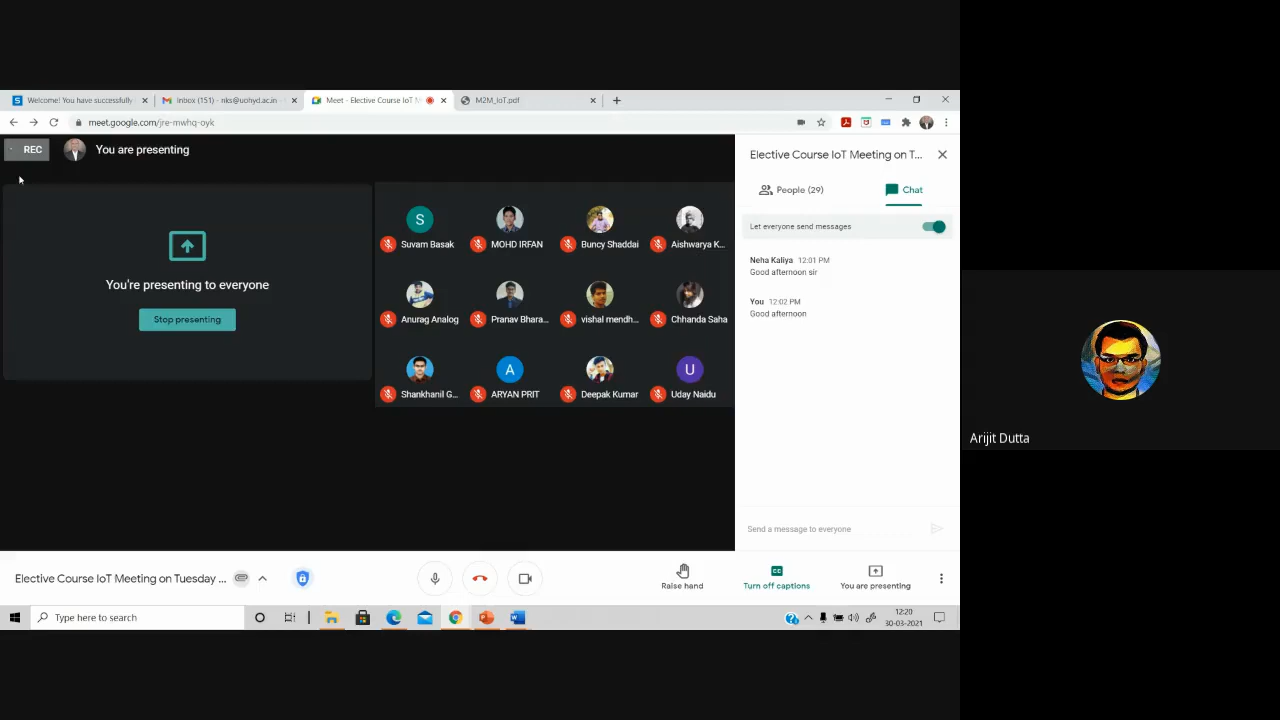 Welcome! You have successfully
Inbox (151) - nks@uohyd.ac.in
Meet - Elective Course IoT M
M2M_IoT.pdf
meet.google.com/jre-mwhq-oyk
REC
You are presenting
Elective Course IoT Meeting on T...
People (29)
Chat
Let everyone send messages
Neha Kaliya 12:01 PM
Good afternoon sir
You 12:02 PM
Good afternoon
You're presenting to everyone
Stop presenting
S
Suvam Basak
MOHD IRFAN
Buncy Shaddai
Aishwarya K...
Anurag Analog
Pranav Bhara...
vishal mendh...
Chhanda Saha
A
U
Shankhanil G...
ARYAN PRIT
Deepak Kumar
Uday Naidu
Arijit Dutta
Send a message to everyone
Elective Course IoT Meeting on Tuesday ...
Raise hand
Turn off captions
You are presenting
Type here to search
12:20
30-03-2021